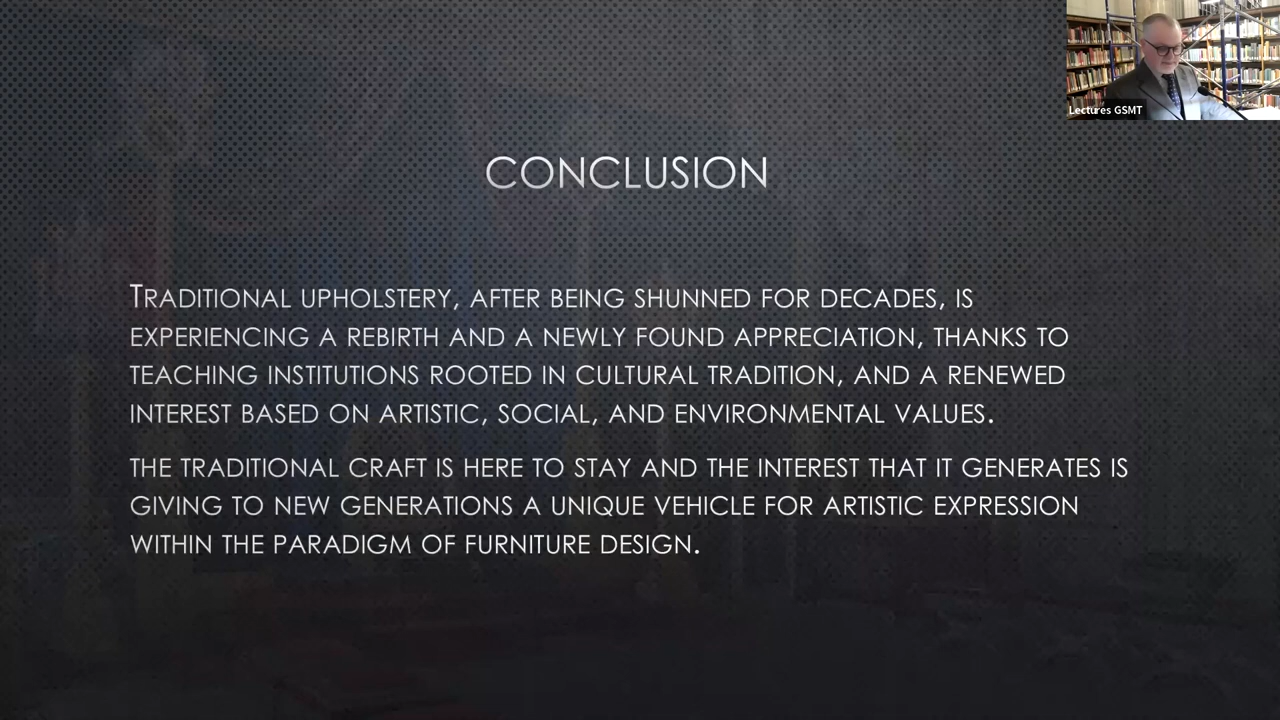 Lectures GSMT
CONCLUSION
TRADITIONAL UPHOLSTERY, AFTER BEING SHUNNED FOR DECADES, IS
EXPERIENCING A REBIRTH AND A NEWLY FOUND APPRECIATION, THANKS TO
TEACHING INSTITUTIONS ROOTED IN CULTURAL TRADITION, AND A RENEWED
INTEREST BASED ON ARTISTIC, SOCIAL, AND ENVIRONMENTAL VALUES.
THE TRADITIONAL CRAFT IS HERE TO STAY AND THE INTEREST THAT IT GENERATES IS
GIVING TO NEW GENERATIONS A UNIQUE VEHICLE FOR ARTISTIC EXPRESSION
WITHIN THE PARADIGM OF FURNITURE DESIGN.